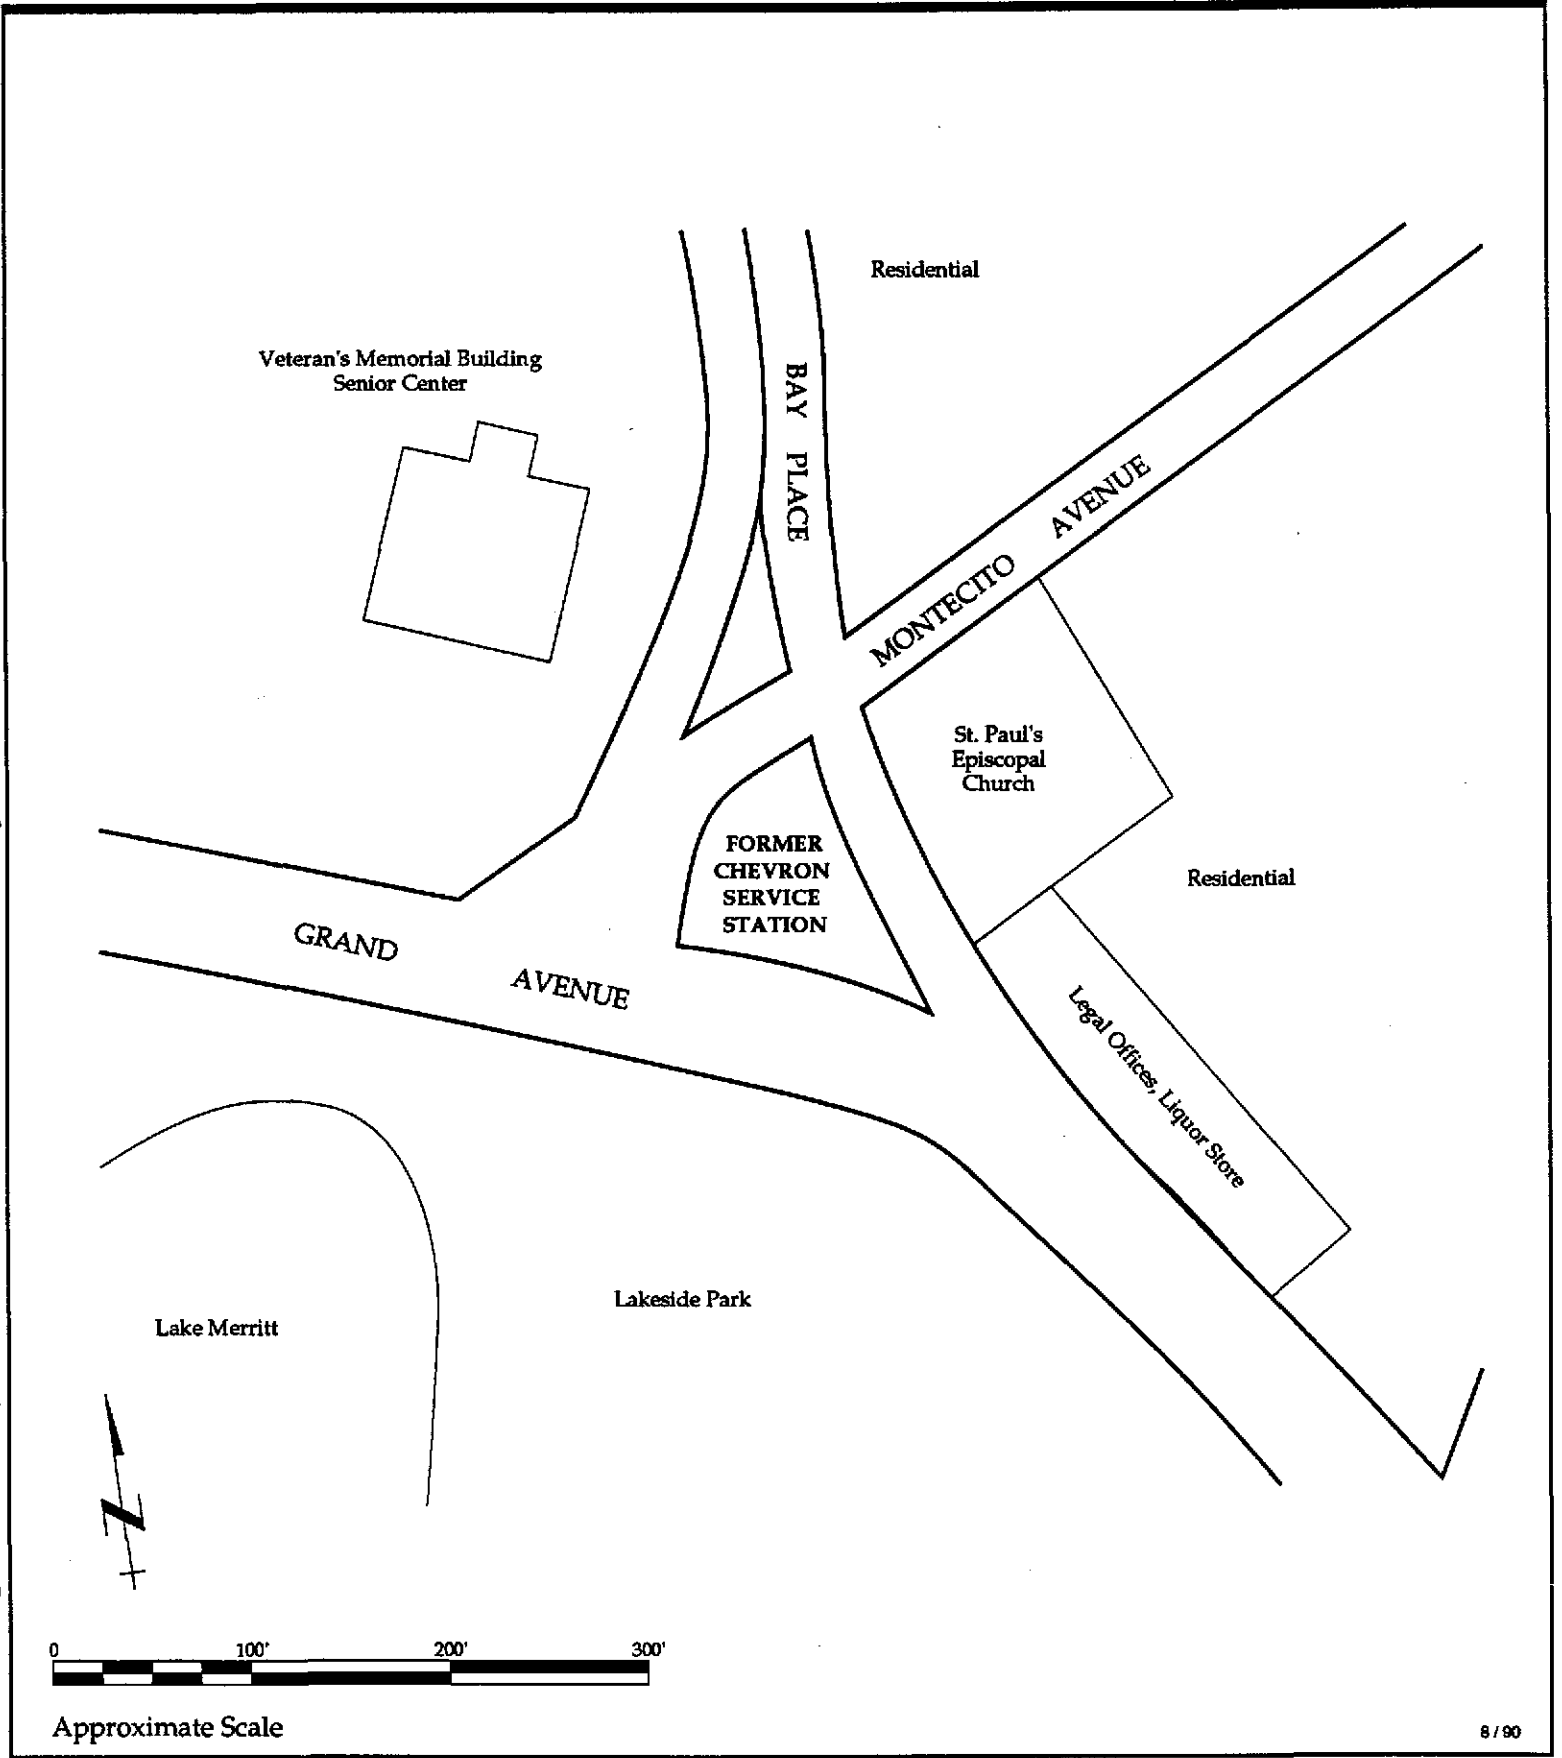 Residential
Veteran's Memorial Building
Senior Center
BAY PLACE
MONTECITO AVENUE
St. Paul's
Episcopal
Church
FORMER
CHEVRON
SERVICE
STATION
Residential
GRAND AVENUE
Legal Offices, Liquor Store
Lakeside Park
Lake Merritt
N
0 100' 200' 300'
Approximate Scale
8 / 90